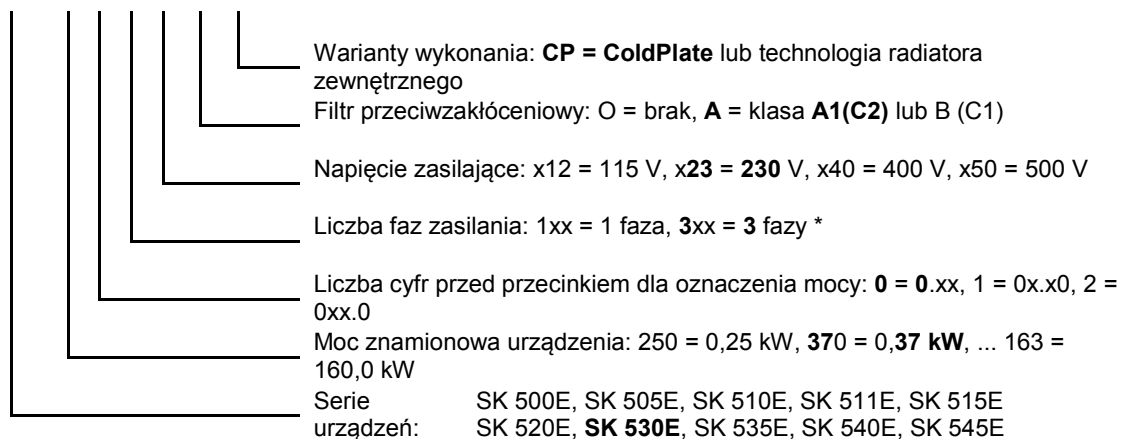 Warianty wykonania: CP = ColdPlate lub technologia radiatora
zewnętrznego
Filtr przeciwzakłóceniowy: O = brak, A = klasa A1(C2) lub B (C1)
Napięcie zasilające: x12 = 115 V, x23 = 230 V, x40 = 400 V, x50 = 500 V
Liczba faz zasilania: 1xx = 1 faza, 3xx = 3 fazy *
Liczba cyfr przed przecinkiem dla oznaczenia mocy: 0 = 0.xx, 1 = 0x.x0, 2 =
0xx.0
Moc znamionowa urządzenia: 250 = 0,25 kW, 370 = 0,37 kW, ... 163 =
160,0 kW
Serie SK 500E, SK 505E, SK 510E, SK 511E, SK 515E
urządzeń: SK 520E, SK 530E, SK 535E, SK 540E, SK 545E